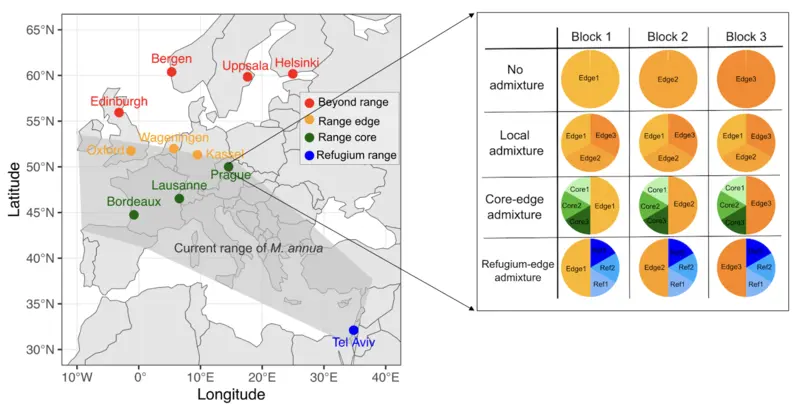 65°N
60°N
55°N
50°N
45°N
40°N
35°N
30°N
Latitude
10°W 0° 10°E 20°E 30°E 40°E
Longitude
Bergen
Uppsala Helsinki
Edinburgh
Wageningen
Oxford Kassel
Prague
Lausanne
Bordeaux
Current range of M. annua
Tel Aviv
Beyond range
Range edge
Range core
Refugium range
Block 1 Block 2 Block 3
No
admixture
Edge1 Edge2 Edge3
Local
admixture
Edge1 Edge3 Edge1 Edge3 Edge1 Edge3
Edge2 Edge2 Edge2
Core-edge
admixture
Core1 Core1 Core1
Core2 Edge1 Core2 Edge2 Core2 Edge3
Core3 Core3 Core3
Refugium-edge
admixture
Edge1 Ref2 Edge2 Ref2 Edge3 Ref2
Ref1 Ref1 Ref1